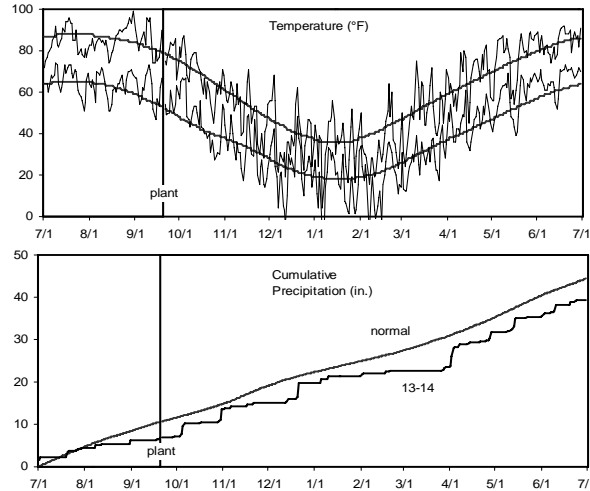 100
Temperature (°F)
80
60
40
20
plant
0
7/1 8/1 9/1 10/1 11/1 12/1 1/1 2/1 3/1 4/1 5/1 6/1 7/1
50
Cumulative
Precipitation (in.)
40
normal
30
20
13-14
10
plant
0
7/1 8/1 9/1 10/1 11/1 12/1 1/1 2/1 3/1 4/1 5/1 6/1 7/